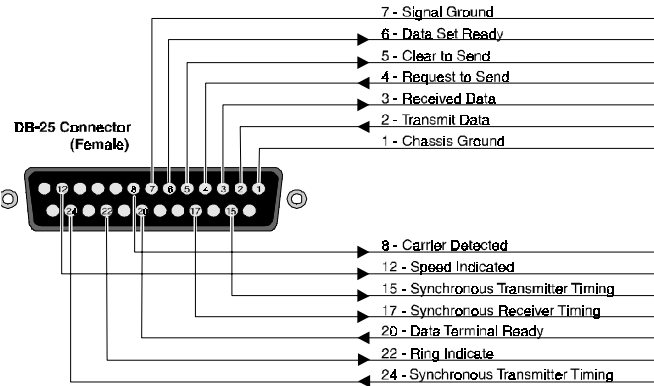 7 - Signal Ground
6 - Data Set Ready
5 - Clear to Send
4 - Request to Send
3 - Received Data
2 - Transmit Data
1 - Chassis Ground
DB-25 Connector
(Female)
12 8 7 6 5 4 3 2 1
24 22 20 17 15
8 - Carrier Detected
12 - Speed Indicated
15 - Synchronous Transmitter Timing
17 - Synchronous Receiver Timing
20 - Data Terminal Ready
22 - Ring Indicate
24 - Synchronous Transmitter Timing